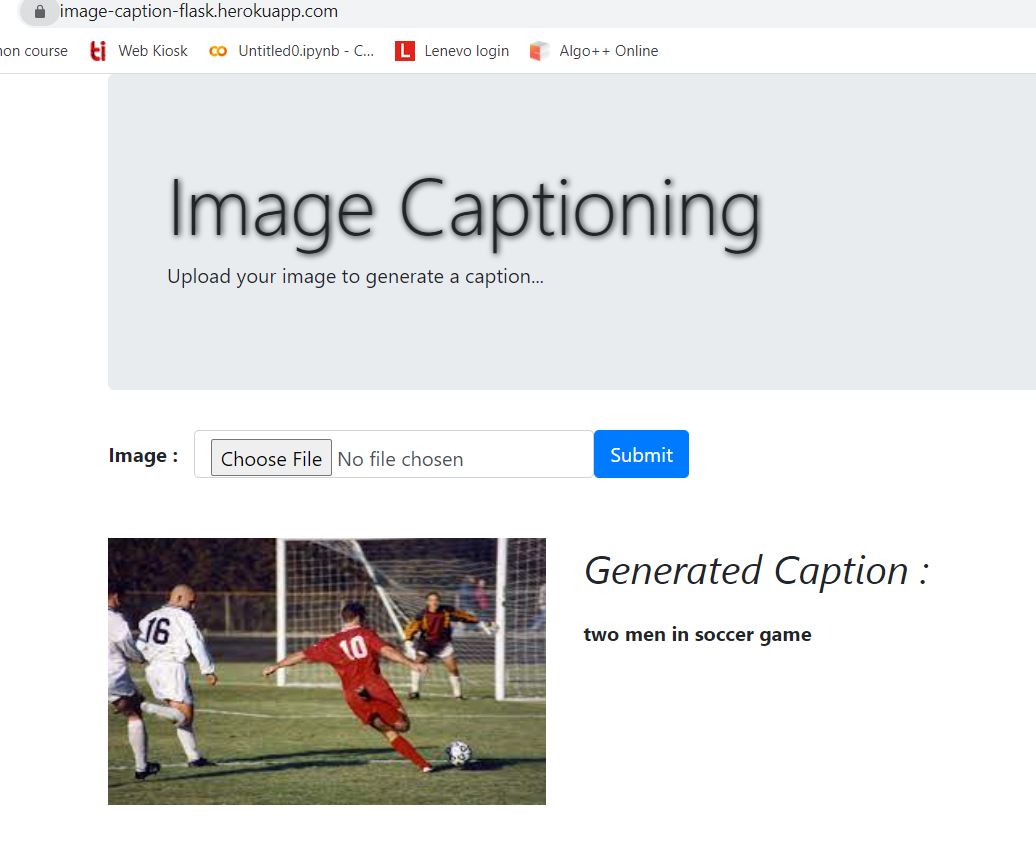 image-caption-flask.herokuapp.com
non course Web Kiosk Untitled0.ipynb - C... L Lenevo login Algo++ Online
Image Captioning
Upload your image to generate a caption...
Image : Choose File No file chosen Submit
Generated Caption :
16
10
two men in soccer game